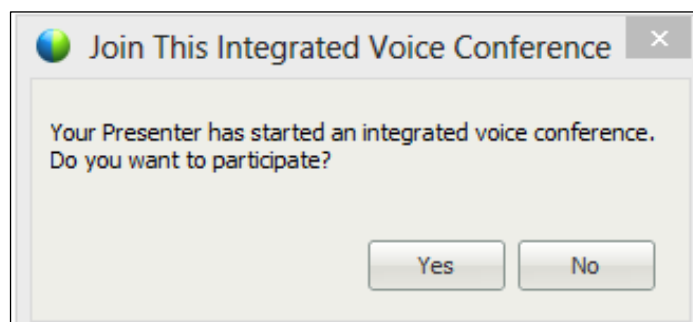 Join This Integrated Voice Conference
Your Presenter has started an integrated voice conference.
Do you want to participate?
Yes No